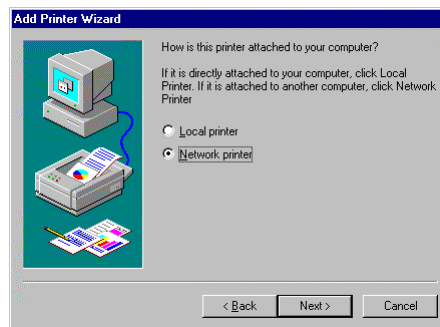 Add Printer Wizard
How is this printer attached to your computer?
If it is directly attached to your computer, click Local
Printer. If it is attached to another computer, click Network
Printer
Local printer
Network printer
< Back
Next >
Cancel